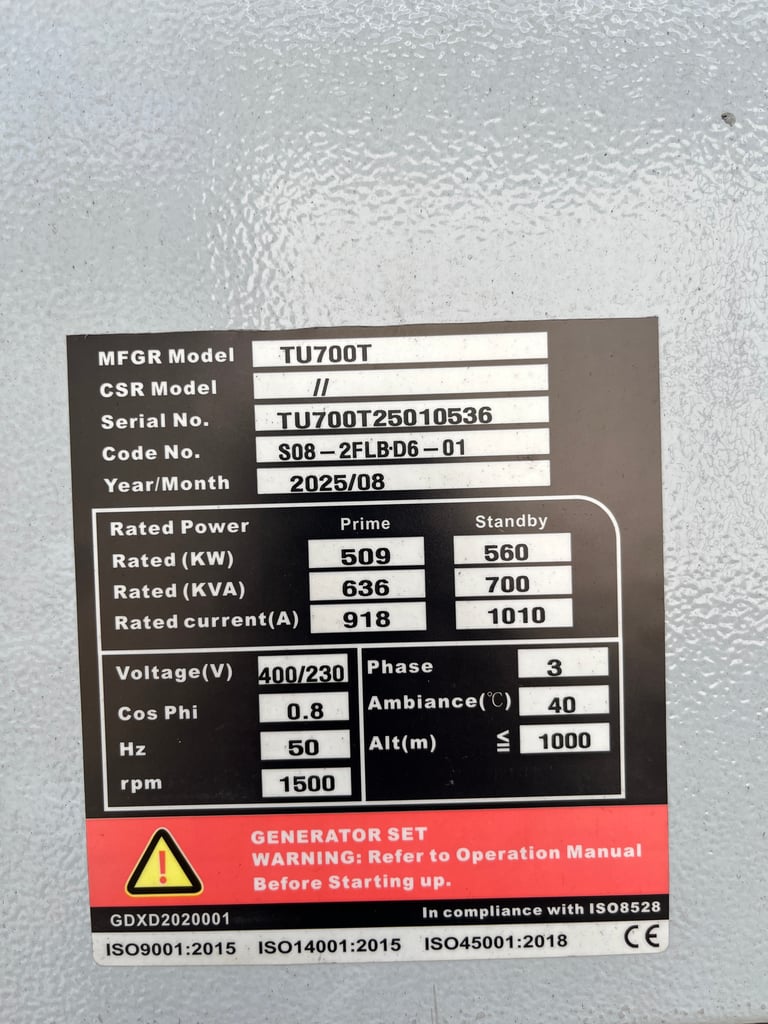 MFGR Model TU700T
CSR Model //
Serial No. TU700T25010536
Code No. S08-2FLB·D6-01
Year/Month 2025/08
Rated Power Prime Standby
Rated (KW) 509 560
Rated (KVA) 636 700
Rated current(A) 918 1010
Voltage(V) 400/230 Phase 3
Cos Phi 0.8 Ambiance(℃) 40
Hz 50 Alt(m) ≤ 1000
rpm 1500
GENERATOR SET
WARNING: Refer to Operation Manual
Before Starting up.
GDXD2020001 In compliance with ISO8528
ISO9001:2015 ISO14001:2015 ISO45001:2018 CE